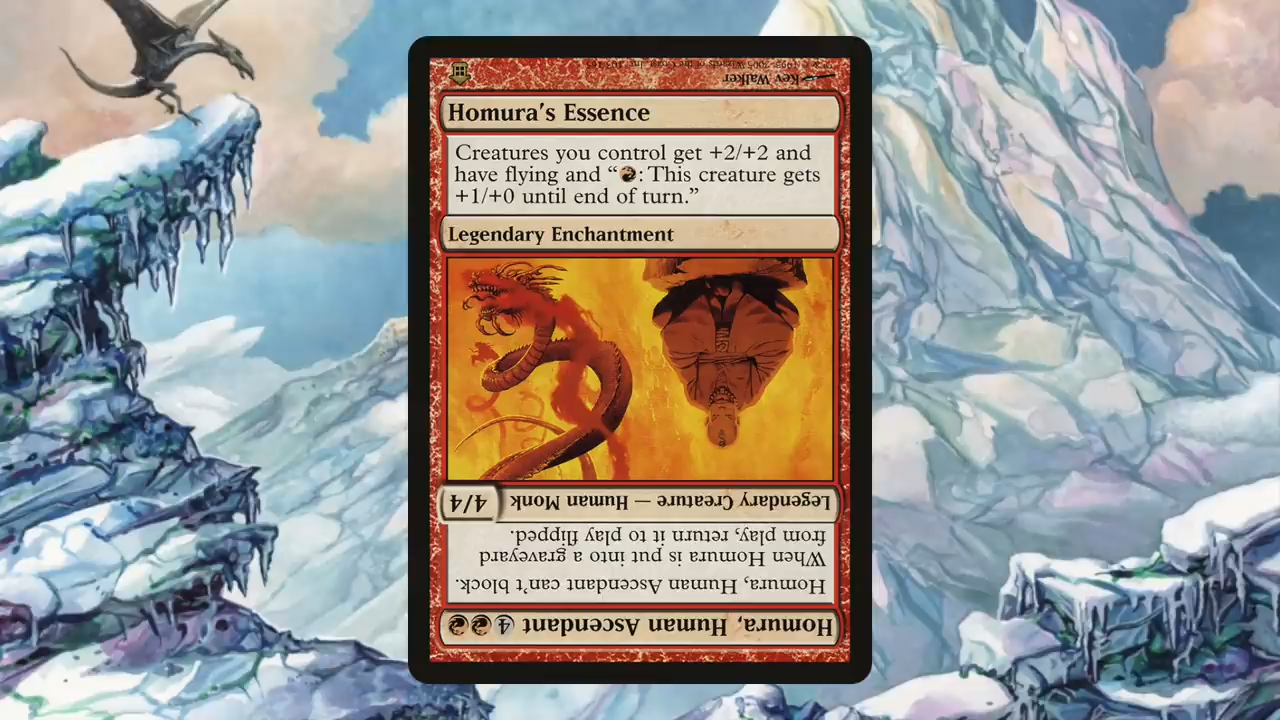 Kev Walker
Homura's Essence
Creatures you control get +2/+2 and
have flying and “ : This creature gets
+1/+0 until end of turn.”
Legendary Enchantment
4/4 Legendary Creature — Human Monk
from play, return it to play flipped.
When Homura is put into graveyard
Homura, Human Ascendant can't block.
Homura, Human Ascendant 4